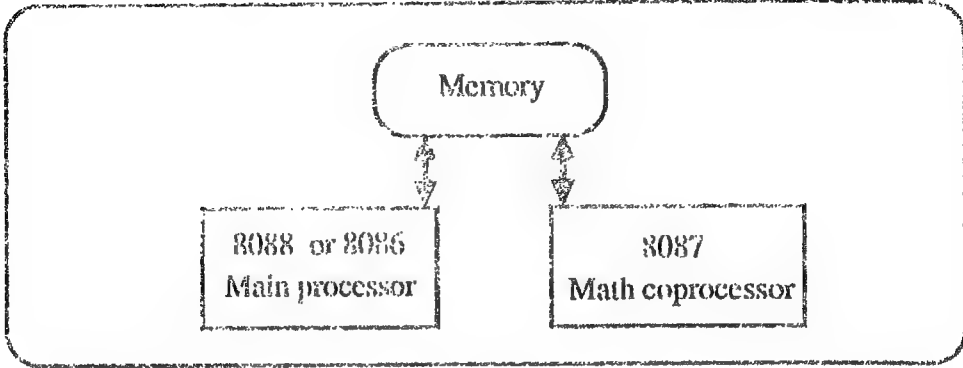 Memory
8088 or 8086
Main processor
8087
Math coprocessor